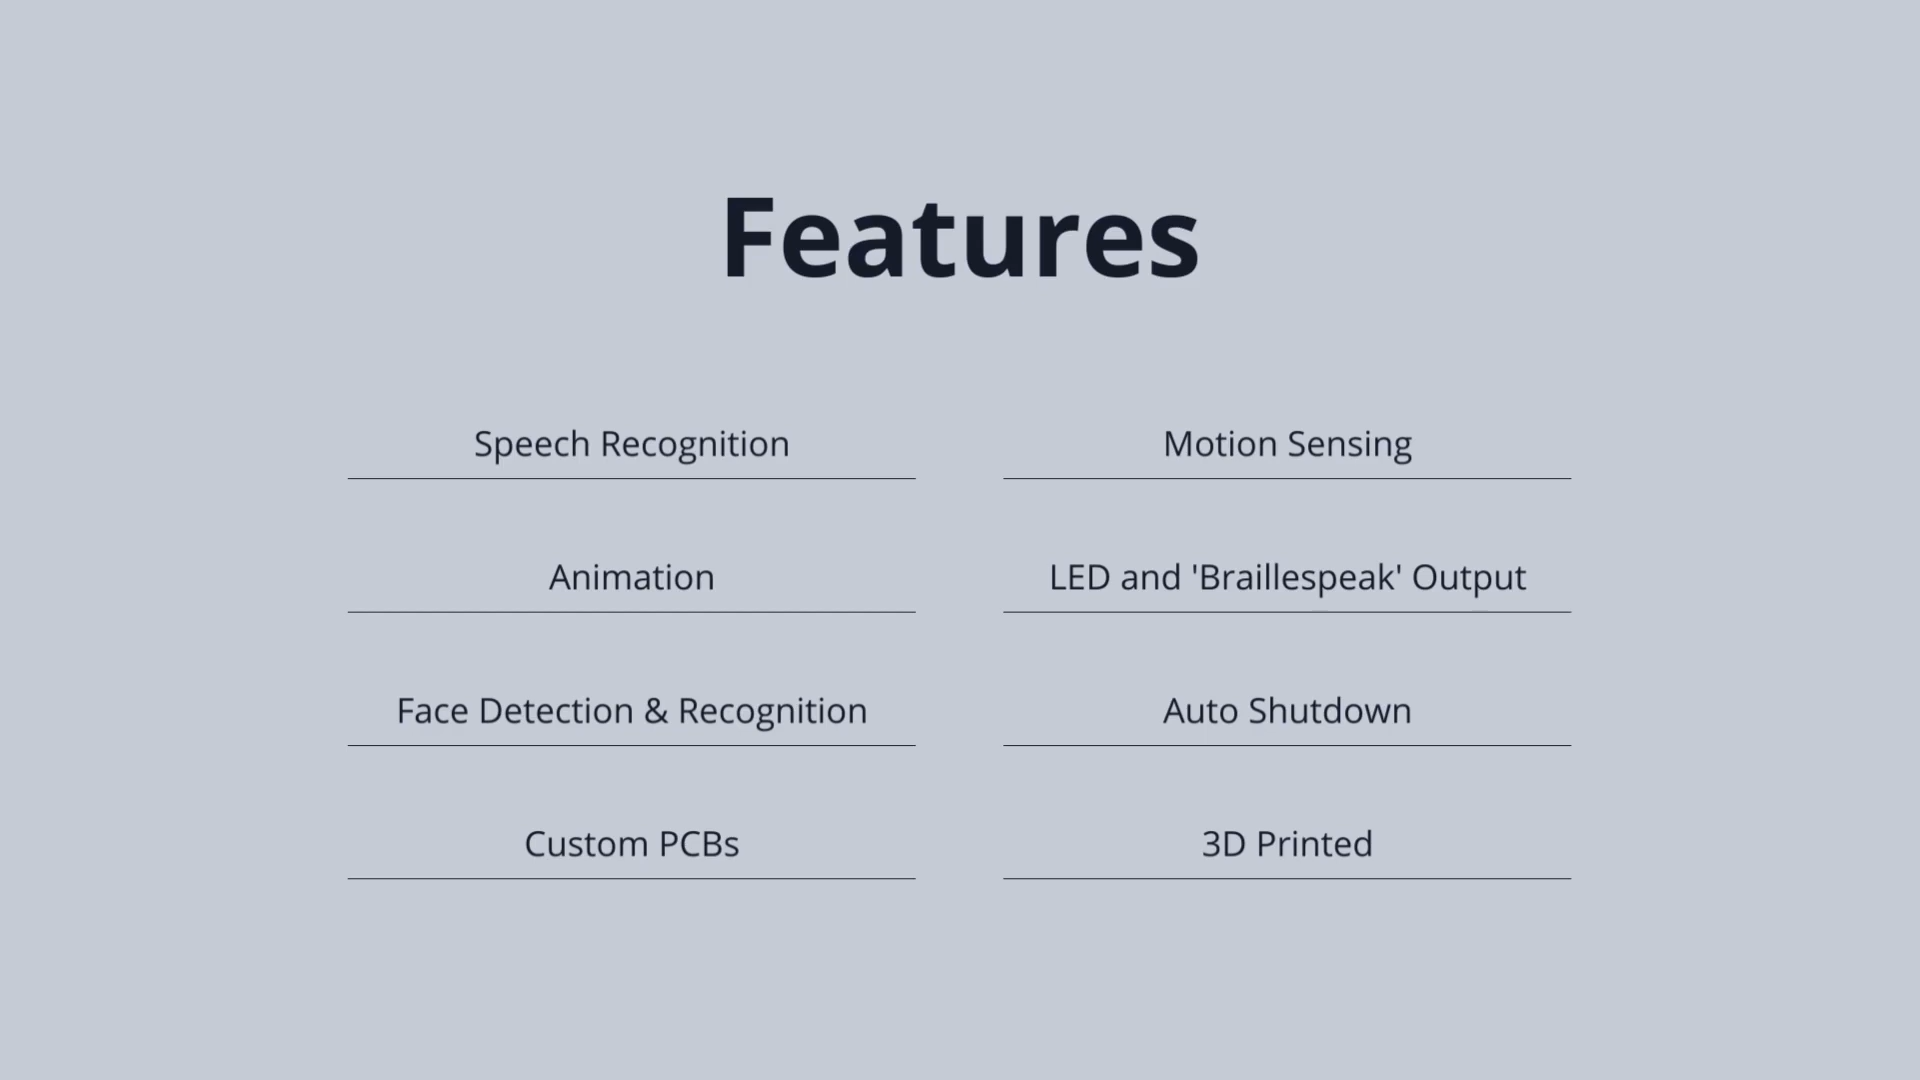 Features
Speech Recognition
Motion Sensing
Animation
LED and 'Braillespeak' Output
Face Detection & Recognition
Auto Shutdown
Custom PCBs
3D Printed